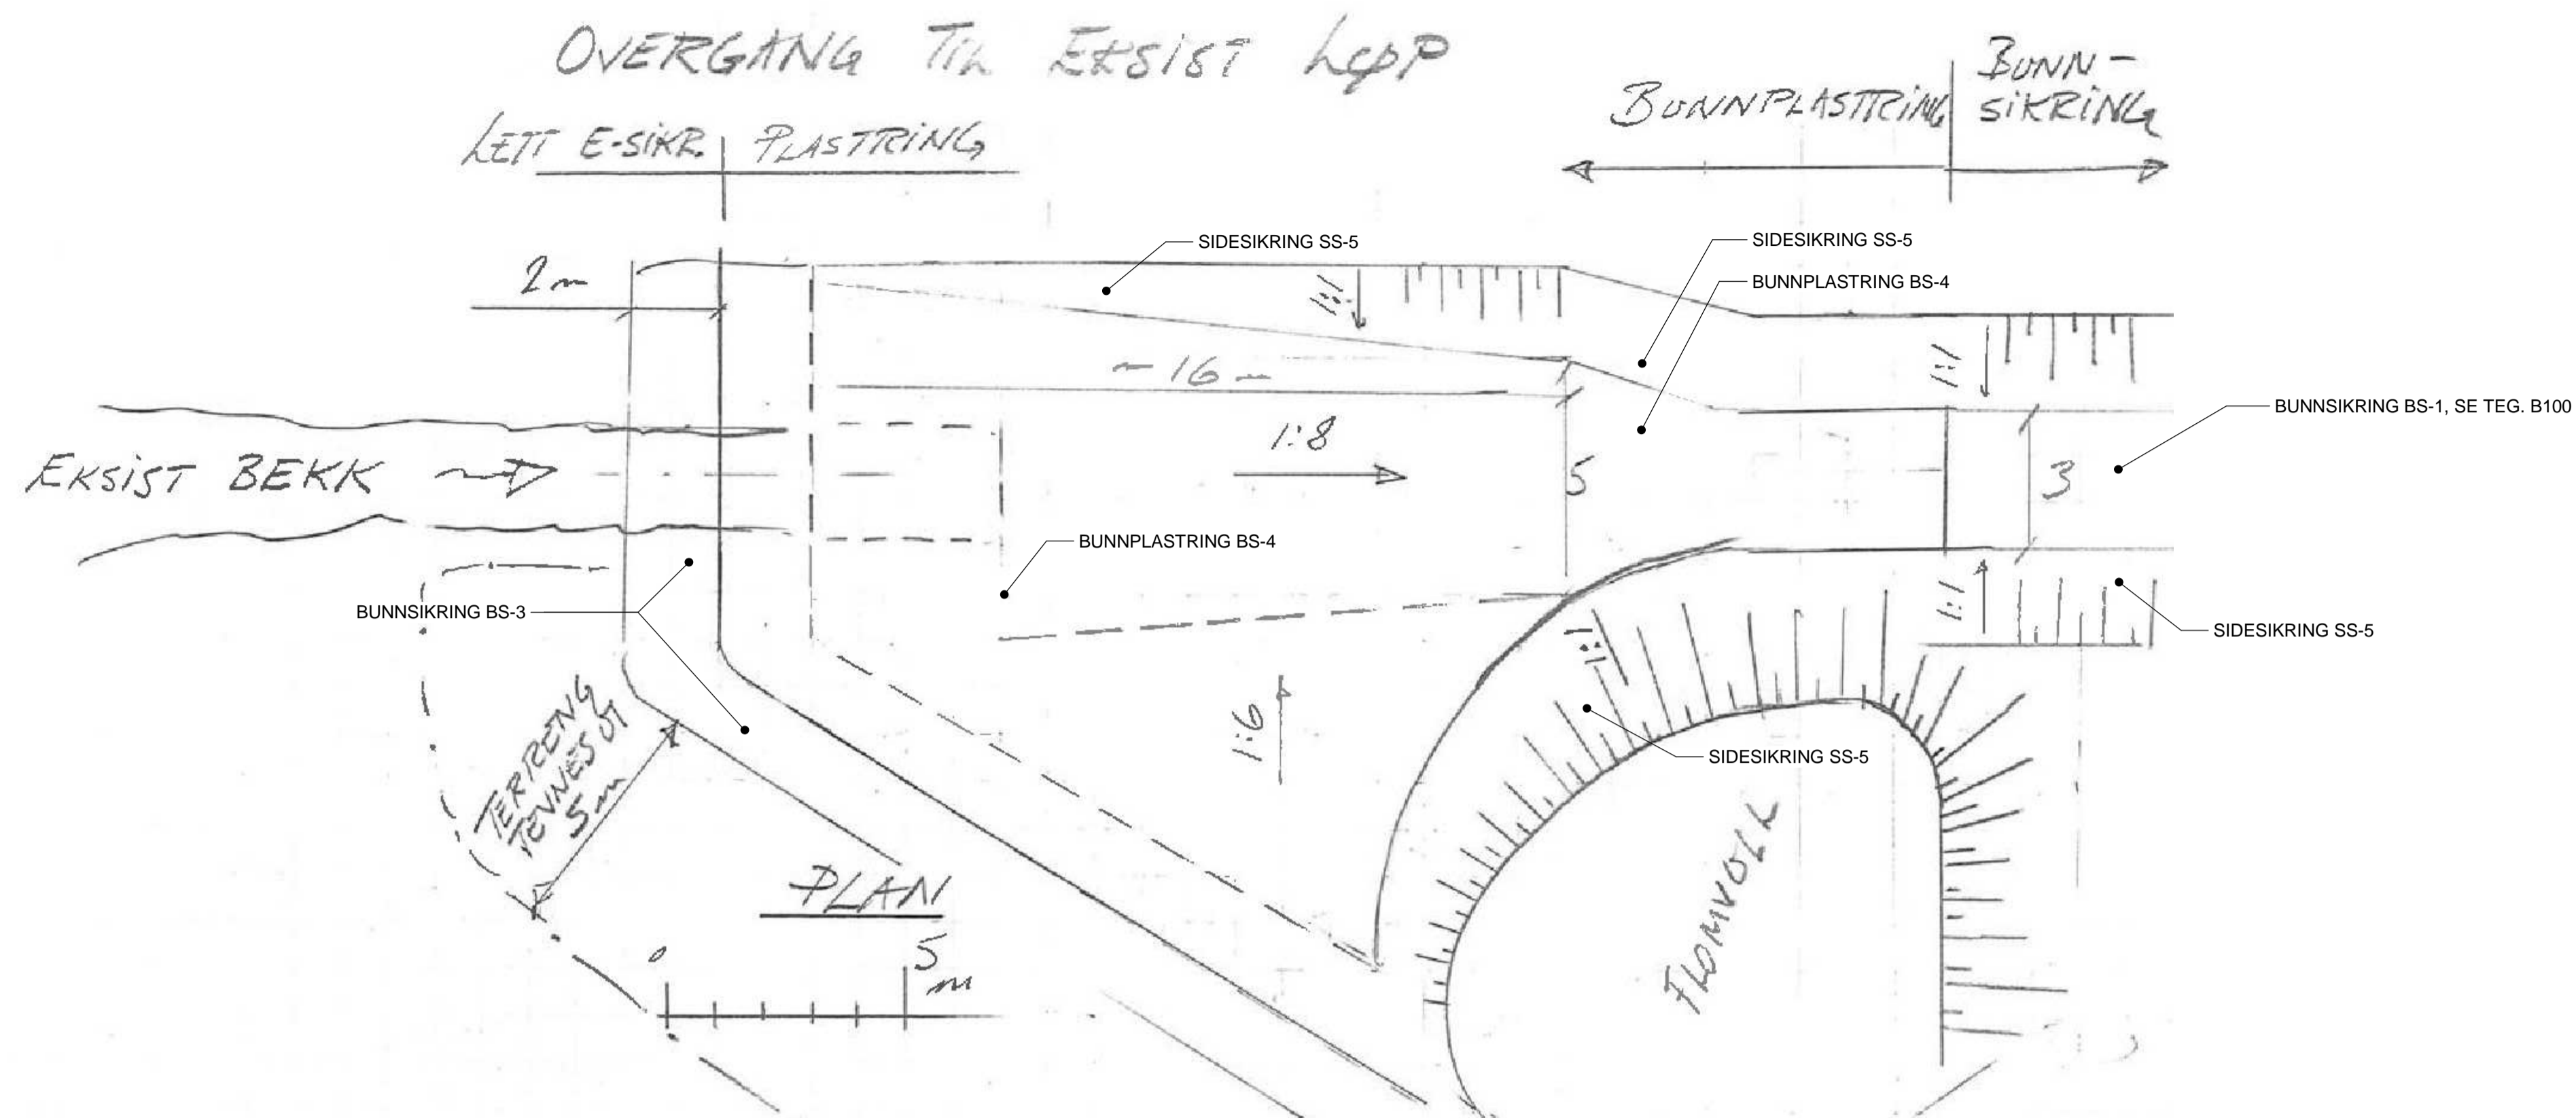 OVERGANG TIL EKSIST LØP
LETT E-SIKR. PLASTRING
BUNNPLASTRING
BUNN-
SIKRING
SIDESIKRING SS-5
SIDESIKRING SS-5
BUNNPLASTRING BS-4
2m
1:1
1:1
~16~
BUNNSIKRING BS-1, SE TEG. B100
EKSIST BEKK
1:8
5
3
BUNNPLASTRING BS-4
BUNNSIKRING BS-3
1:1
SIDESIKRING SS-5
1:1
1:6
SIDESIKRING SS-5
TERRENG
JEVNES UT
5m
PLAN
0 5
m
FLOMVOLL